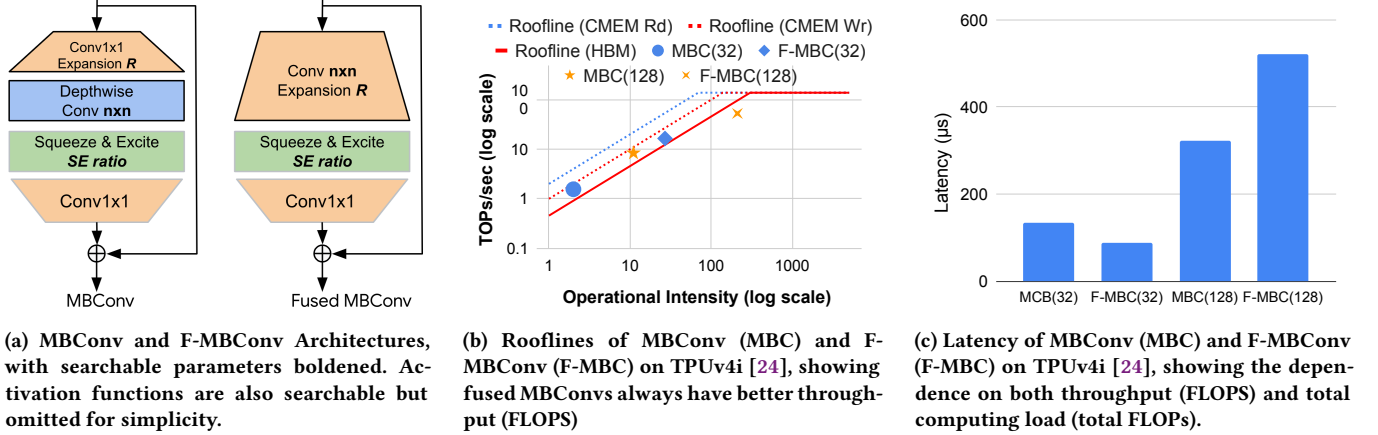 Conv1x1
Expansion R
Depthwise
Conv nxn
Squeeze & Excite
SE ratio
Conv1x1
MBConv
Conv nxn
Expansion R
Squeeze & Excite
SE ratio
Conv1x1
Fused MBConv
(a) MBConv and F-MBConv Architectures,
with searchable parameters boldened. Ac-
tivation functions are also searchable but
omitted for simplicity.
Roofline (CMEM Rd) Roofline (CMEM Wr)
Roofline (HBM) MBC(32) F-MBC(32)
MBC(128) F-MBC(128)
TOPs/sec (log scale)
10
0
10
1
0.1
1 10 100 1000
Operational Intensity (log scale)
(b) Rooflines of MBConv (MBC) and F-
MBConv (F-MBC) on TPUv4i [24], showing
fused MBConvs always have better through-
put (FLOPS)
Latency (μs)
600
400
200
0
MCB(32) F-MBC(32) MBC(128) F-MBC(128)
(c) Latency of MBConv (MBC) and F-MBConv
(F-MBC) on TPUv4i [24], showing the depen-
dence on both throughput (FLOPS) and total
computing load (total FLOPs).